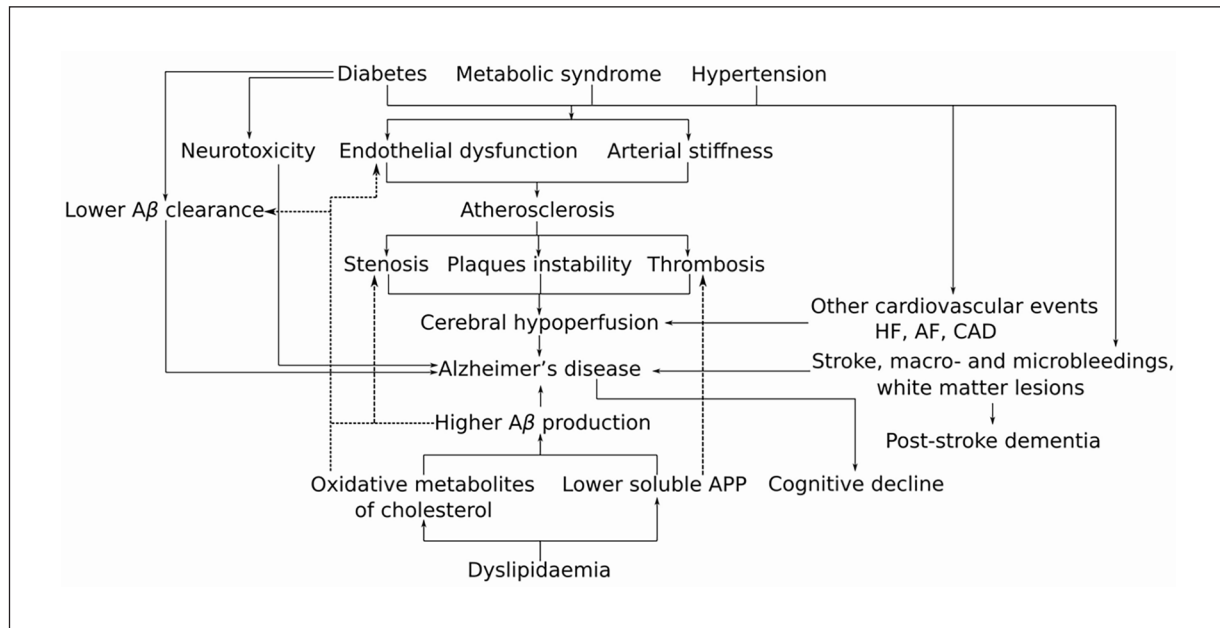 Diabetes Metabolic syndrome Hypertension
Neurotoxicity Endothelial dysfunction Arterial stiffness
Lower Aβ clearance Atherosclerosis
Stenosis Plaques instability Thrombosis
Other cardiovascular events
HF, AF, CAD
Cerebral hypoperfusion
Alzheimer's disease
Stroke, macro- and microbleedings,
white matter lesions
Higher Aβ production
Post-stroke dementia
Oxidative metabolites
of cholesterol
Lower soluble APP
Cognitive decline
Dyslipidaemia